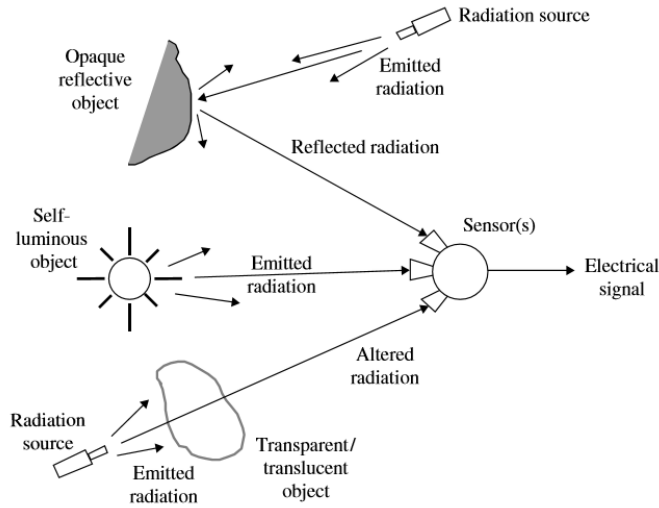 Radiation source
Opaque
reflective
object
Emitted
radiation
Reflected radiation
Self-
luminous
object
Sensor(s)
Emitted
radiation
Electrical
signal
Altered
radiation
Radiation
source
Transparent/
translucent
object
Emitted
radiation